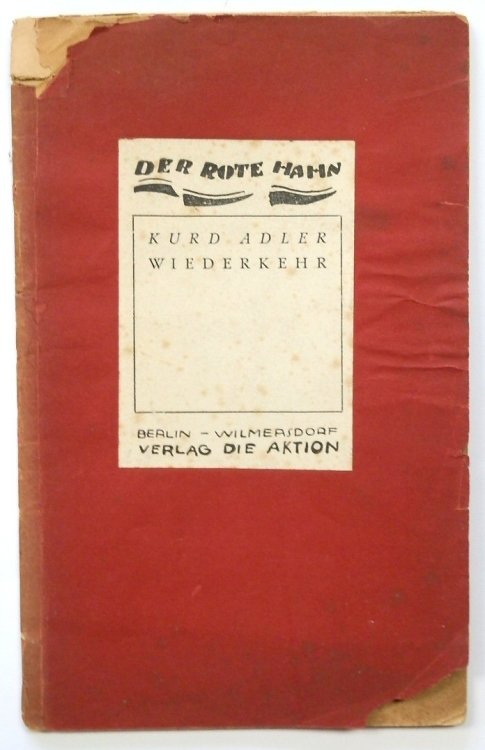 DER ROTE HAHN
KURD ADLER
WIEDERKEHR
BERLIN – WILMERSDORF
VERLAG DIE AKTION